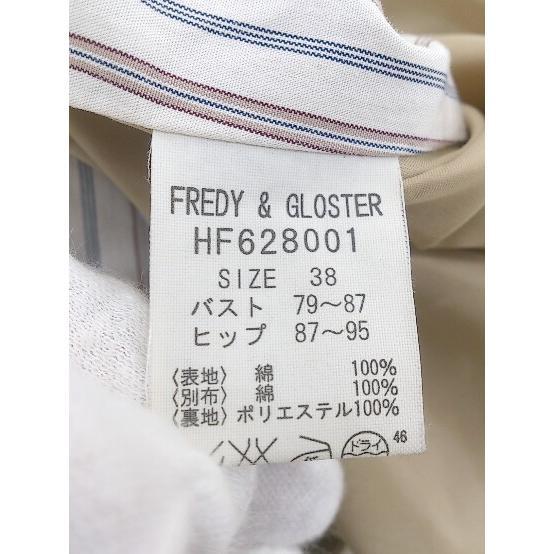 FREDY & GLOSTER
HF628001
SIZE 38
バスト 79～87
ヒップ 87～95
〈表地〉 綿 100%
〈別布〉 綿 100%
〈裏地〉 ポリエステル100%
ドライ
46